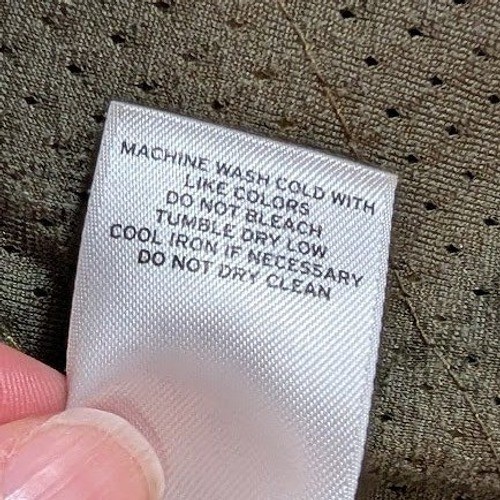 MACHINE WASH COLD WITH
LIKE COLORS
DO NOT BLEACH
TUMBLE DRY LOW
COOL IRON IF NECESSARY
DO NOT DRY CLEAN